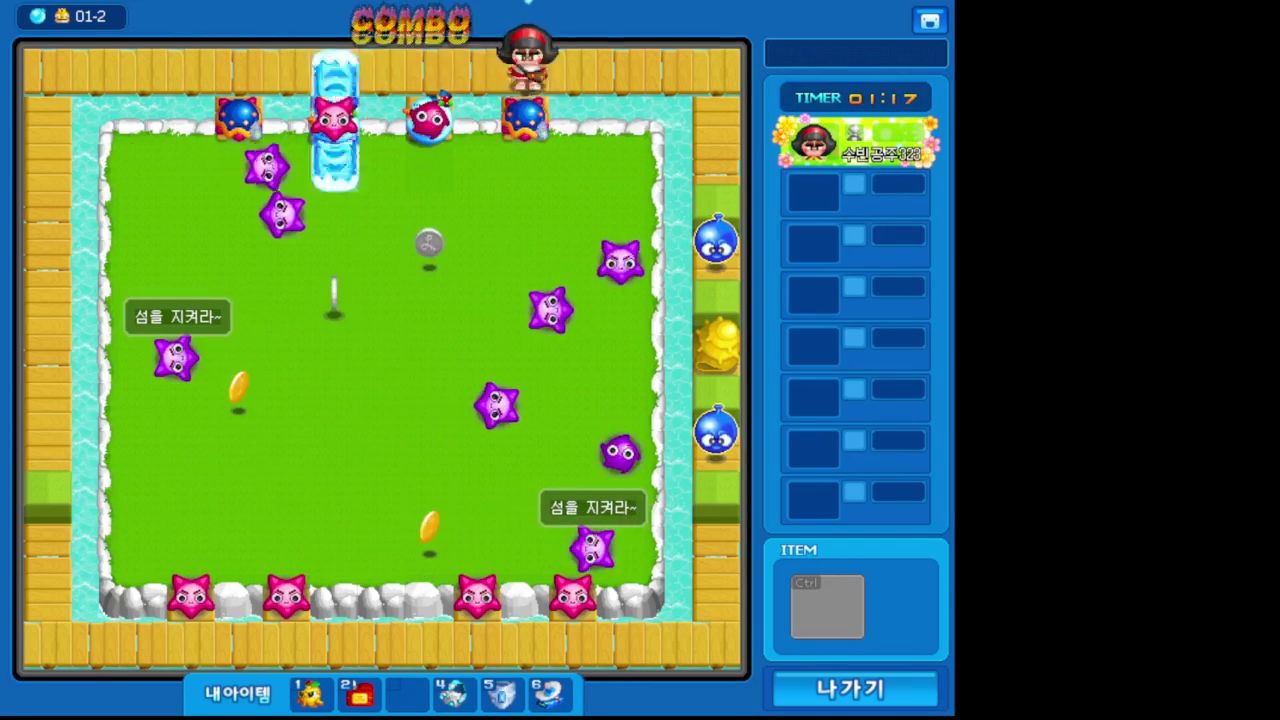 01-2
COMBO
TIMER 01:17
수빈공주323
섬을 지켜라~
섬을 지켜라~
ITEM
Ctrl
내아이템
1
2
4
5
6
나가기